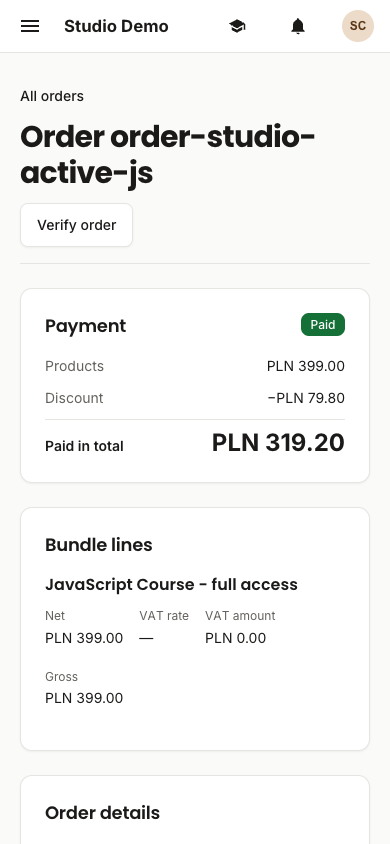 Studio Demo
SC
All orders
Order order-studio-
active-js
Verify order
Payment
Paid
Products
PLN 399.00
Discount
−PLN 79.80
Paid in total
PLN 319.20
Bundle lines
JavaScript Course - full access
Net
VAT rate
VAT amount
PLN 399.00
—
PLN 0.00
Gross
PLN 399.00
Order details